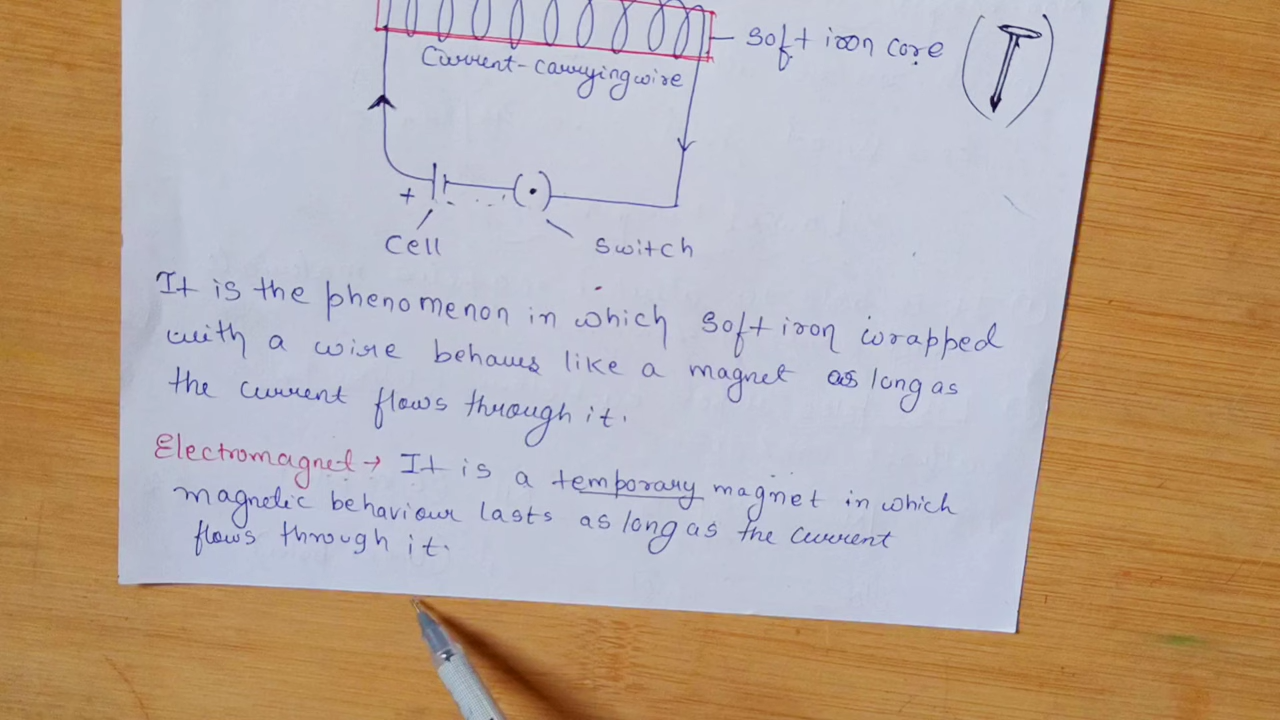 Soft iron core
Current-carrying wire
+
Cell
Switch
It is the phenomenon in which soft iron wrapped
with a wire behaves like a magnet as long as
the current flows through it.
Electromagnet → It is a temporary magnet in which
magnetic behaviour lasts as long as the current
flows through it.